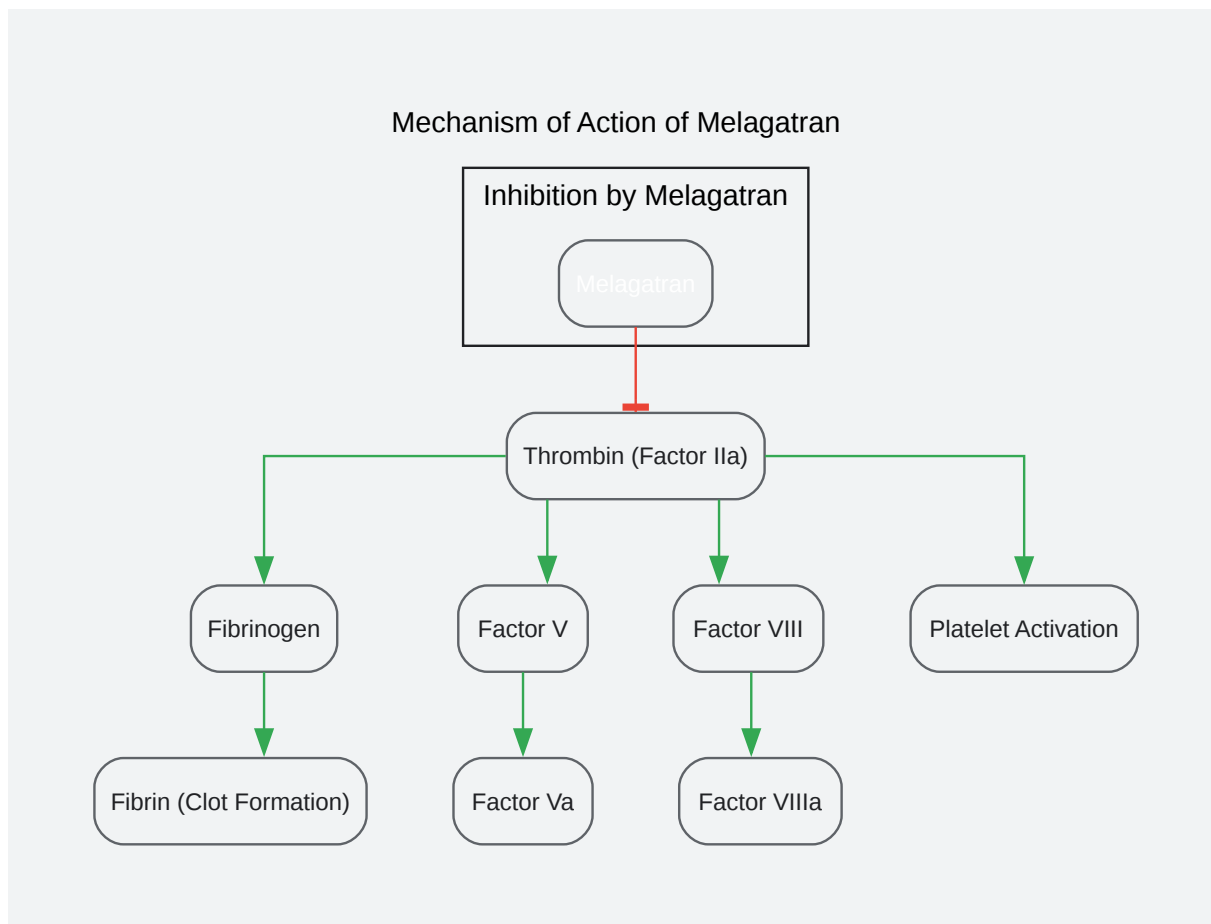 Mechanism of Action of Melagatran
Inhibition by Melagatran
Melagatran
Thrombin (Factor IIa)
Fibrinogen
Factor V
Factor VIII
Platelet Activation
Fibrin (Clot Formation)
Factor Va
Factor VIIIa